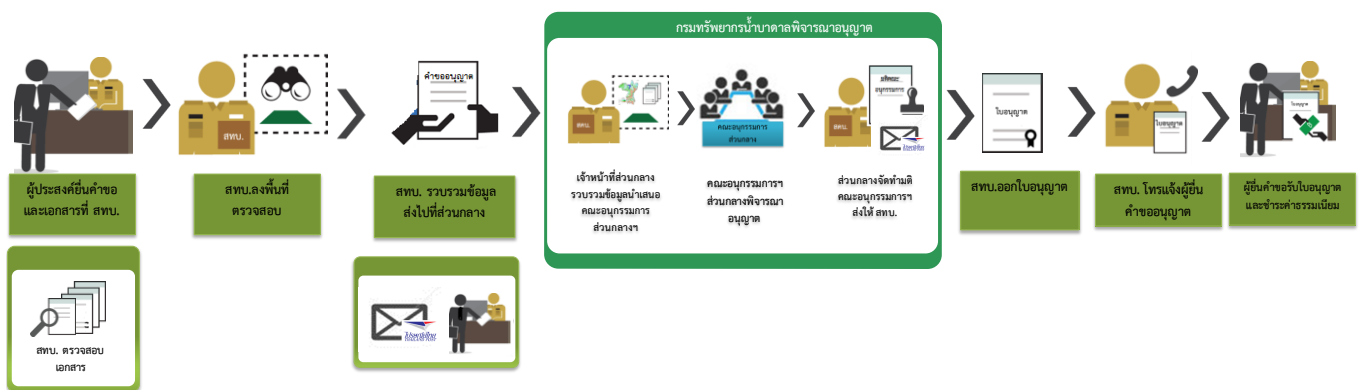 กรมทรัพยากรน้ำบาดาลพิจารณาอนุญาต
คำขออนุญาต
สทบ.
สทบ.
คณะอนุกรรมการ
ส่วนกลาง
มติคณะ
อนุกรรมการ
สทบ.
ใบอนุญาต
ใบอนุญาต
ใบอนุญาต
ผู้ประสงค์ยื่นคำขอ
และเอกสารที่ สทบ.
สทบ.ลงพื้นที่
ตรวจสอบ
สทบ. รวบรวมข้อมูล
ส่งไปที่ส่วนกลาง
เจ้าหน้าที่ส่วนกลาง
รวบรวมข้อมูลนำเสนอ
คณะอนุกรรมการ
ส่วนกลางฯ
คณะอนุกรรมการฯ
ส่วนกลางพิจารณา
อนุญาต
ส่วนกลางจัดทำมติ
คณะอนุกรรมการฯ
ส่งให้ สทบ.
สทบ.ออกใบอนุญาต
สทบ. โทรแจ้งผู้ยื่น
คำขออนุญาต
ผู้ยื่นคำขอรับใบอนุญาต
และชำระค่าธรรมเนียม
สทบ. ตรวจสอบ
เอกสาร
ไปรษณีย์ไทย